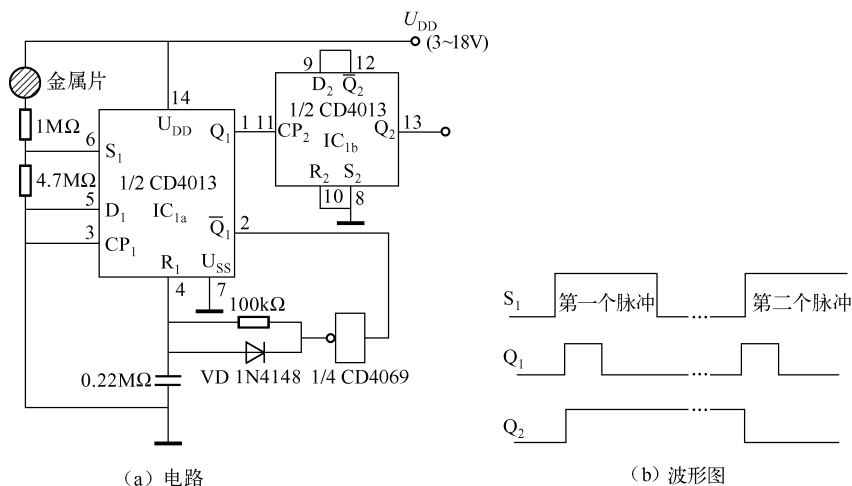 U_DD
(3~18V)
金属片
1MΩ
4.7MΩ
6
5
3
14
U_DD
S₁
D₁
CP₁
R₁
U_SS
Q₁
Q̅₁
1/2 CD4013
IC₁ₐ
1
2
4
7
11
9
12
D₂
Q̅₂
1/2 CD4013
CP₂
Q₂
IC₁b
R₂
S₂
13
10
8
100kΩ
VD 1N4148
1/4 CD4069
0.22MΩ
(a) 电路
S₁
第一个脉冲
...
第二个脉冲
Q₁
...
Q₂
...
(b) 波形图